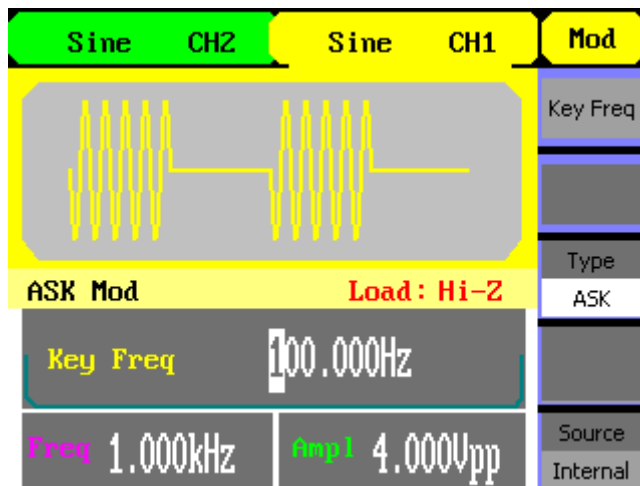 Sine CH2 Sine CH1 Mod
Key Freq
Type
ASK Mod Load: Hi-Z ASK
Key Freq 100.000Hz
Freq 1.000kHz Ampl 4.000Vpp Source
Internal